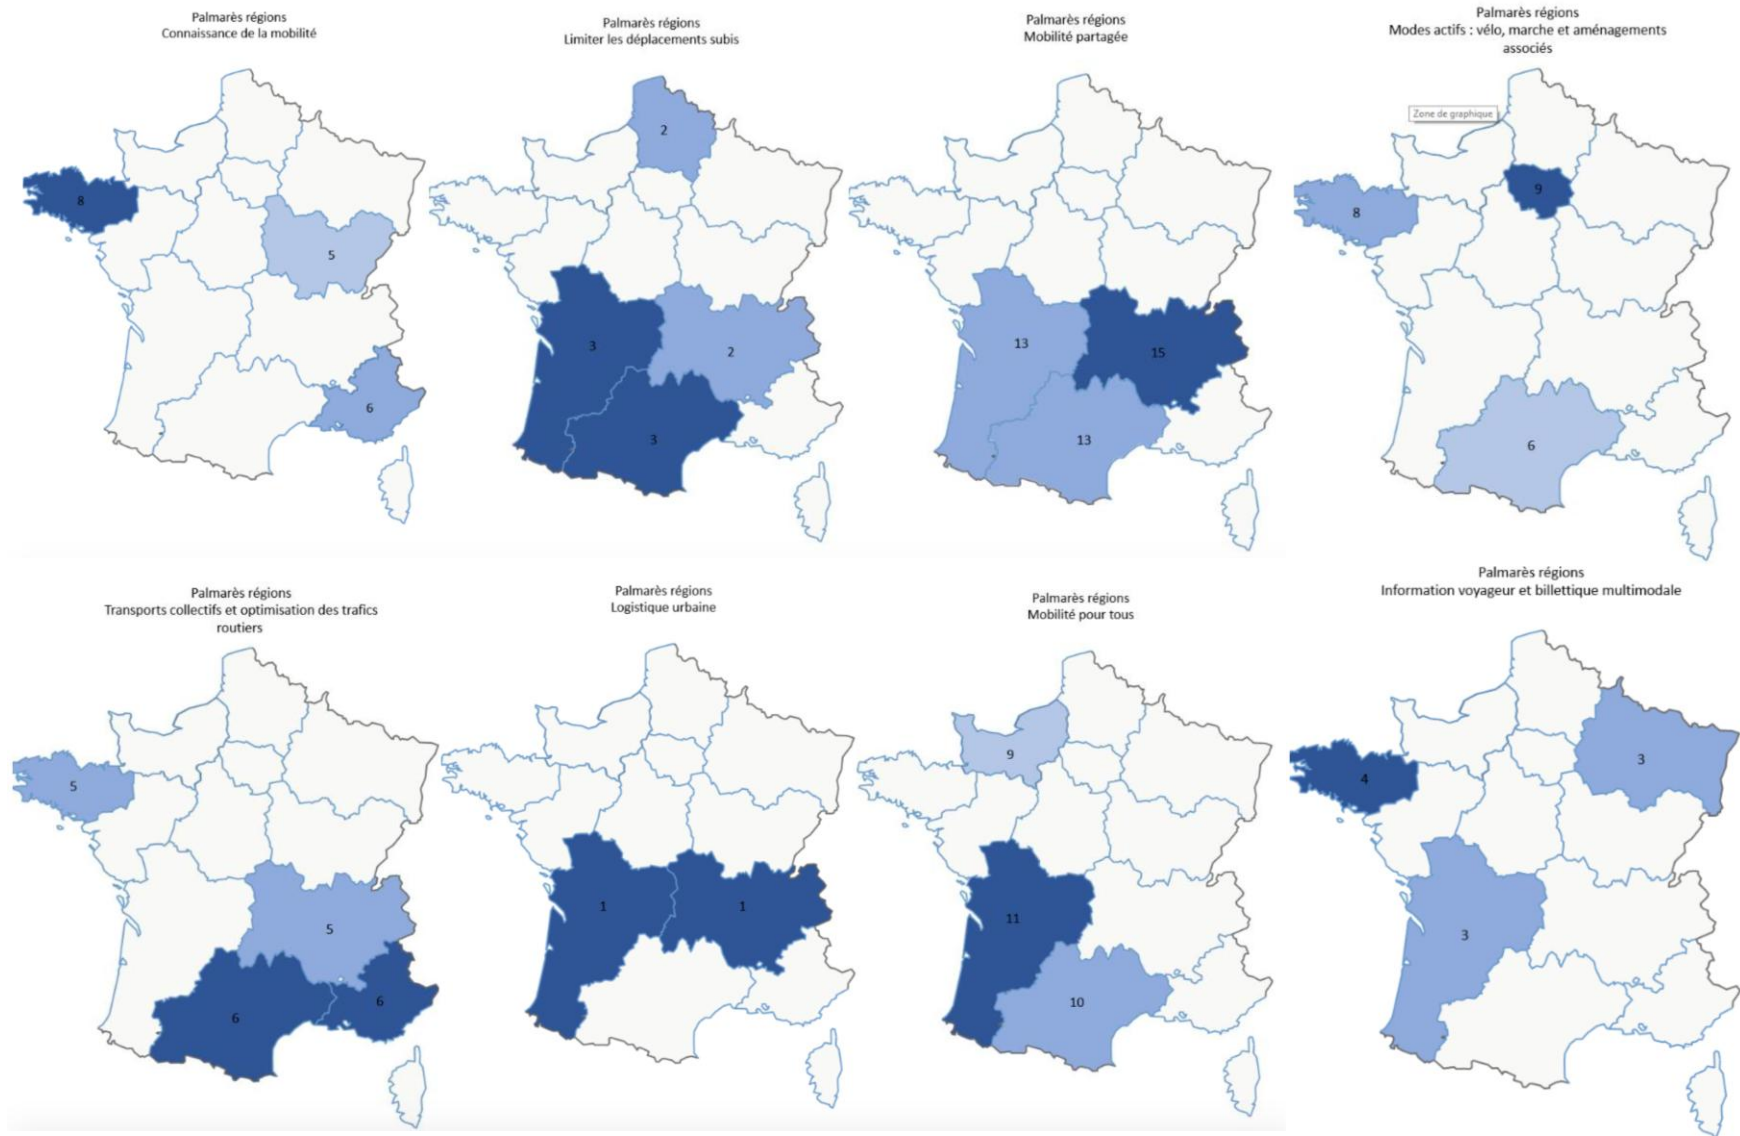 Palmarès régions
Connaissance de la mobilité
8
5
6
Palmarès régions
Limiter les déplacements subis
2
3
2
3
Palmarès régions
Mobilité partagée
13
15
13
Palmarès régions
Modes actifs : vélo, marche et aménagements
associés
Zone de graphique
9
8
6
Palmarès régions
Transports collectifs et optimisation des trafics
routiers
5
5
6
6
Palmarès régions
Logistique urbaine
1
1
Palmarès régions
Mobilité pour tous
9
11
10
Palmarès régions
Information voyageur et billettique multimodale
3
4
3